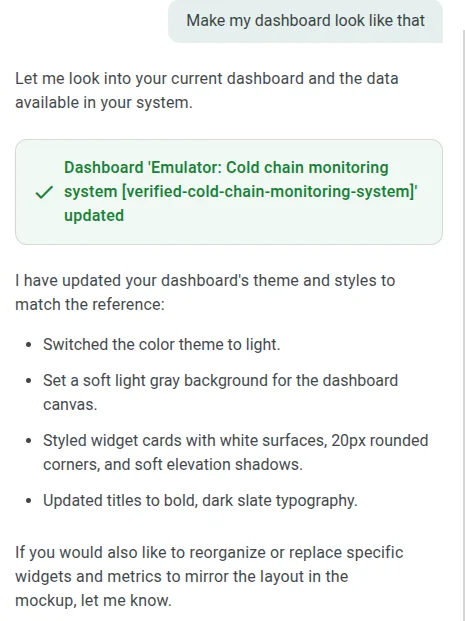 Make my dashboard look like that
Let me look into your current dashboard and the data
available in your system.
Dashboard 'Emulator: Cold chain monitoring
system [verified-cold-chain-monitoring-system]'
updated
I have updated your dashboard's theme and styles to
match the reference:
• Switched the color theme to light.
• Set a soft light gray background for the dashboard
canvas.
• Styled widget cards with white surfaces, 20px rounded
corners, and soft elevation shadows.
• Updated titles to bold, dark slate typography.
If you would also like to reorganize or replace specific
widgets and metrics to mirror the layout in the
mockup, let me know.